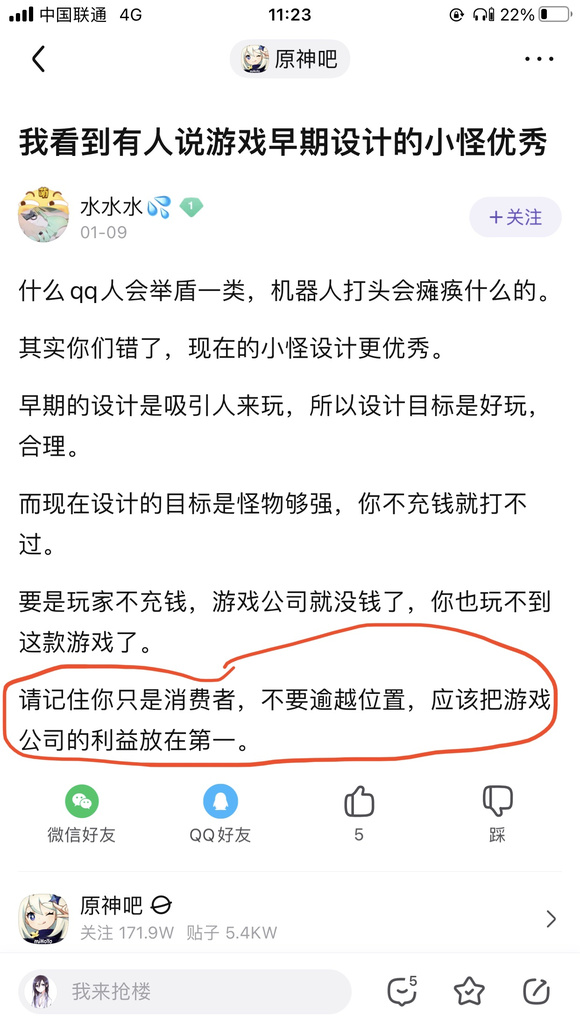 中国联通 4G 11:23 22%
原神吧
我看到有人说游戏早期设计的小怪优秀
水水水💦 1
01-09
+关注
什么qq人会举盾一类，机器人打头会瘫痪什么的。
其实你们错了，现在的小怪设计更优秀。
早期的设计是吸引人来玩，所以设计目标是好玩，
合理。
而现在设计的目标是怪物够强，你不充钱就打不
过。
要是玩家不充钱，游戏公司就没钱了，你也玩不到
这款游戏了。
请记住你只是消费者，不要逾越位置，应该把游戏
公司的利益放在第一。
微信好友 QQ好友 5 踩
原神吧
关注 171.9W 贴子 5.4KW
miHoYo
我来抢楼 5